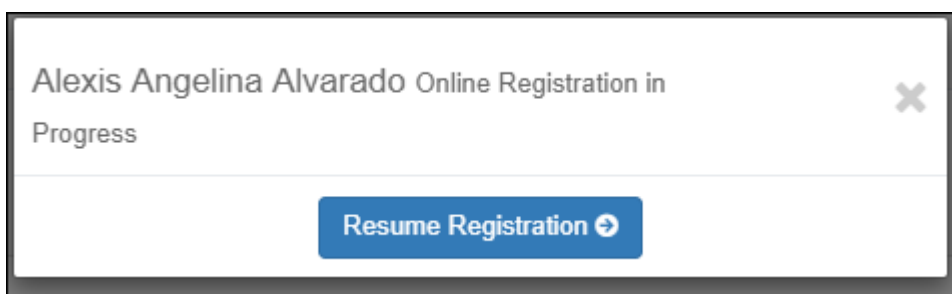 Alexis Angelina Alvarado Online Registration in
Progress
Resume Registration